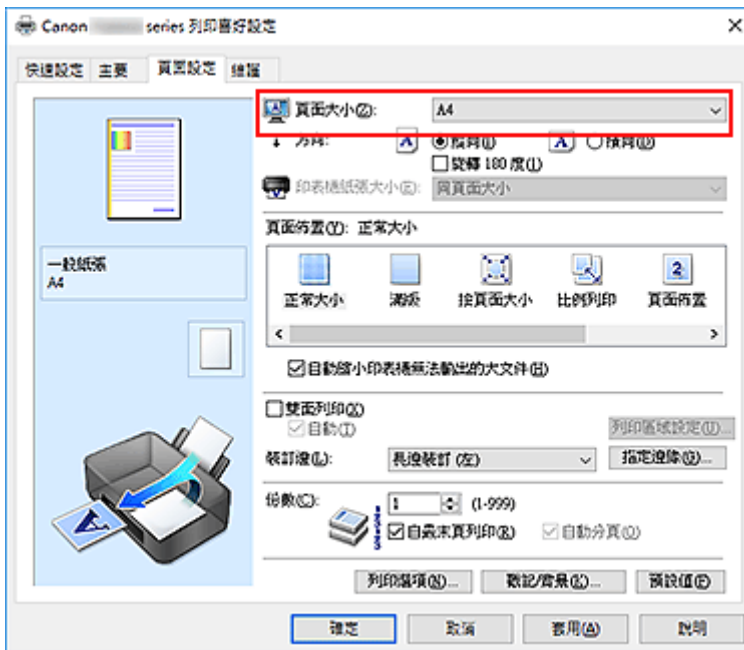 Canon series 列印喜好設定
快速設定 主要 頁面設定 維護
頁面大小(Z): A4
方向: A 縱向(I) A 橫向(D)
旋轉 180 度(J)
印表機紙張大小(E): 同頁面大小
頁面佈置(Y): 正常大小
正常大小 滿版 按頁面大小 比例列印 頁面佈置
2
一般紙張
A4
自動縮小印表機無法輸出的大文件(H)
雙面列印(X)
自動(T)
列印區域設定(U)...
裝訂邊(L): 長邊裝訂 (左) 指定邊條(G)...
份數(C): 1 (1-999)
自最末頁列印(R) 自動分頁(O)
列印選項(N)... 戳記/背景(K)... 預設值(F)
確定 取消 套用(A) 說明